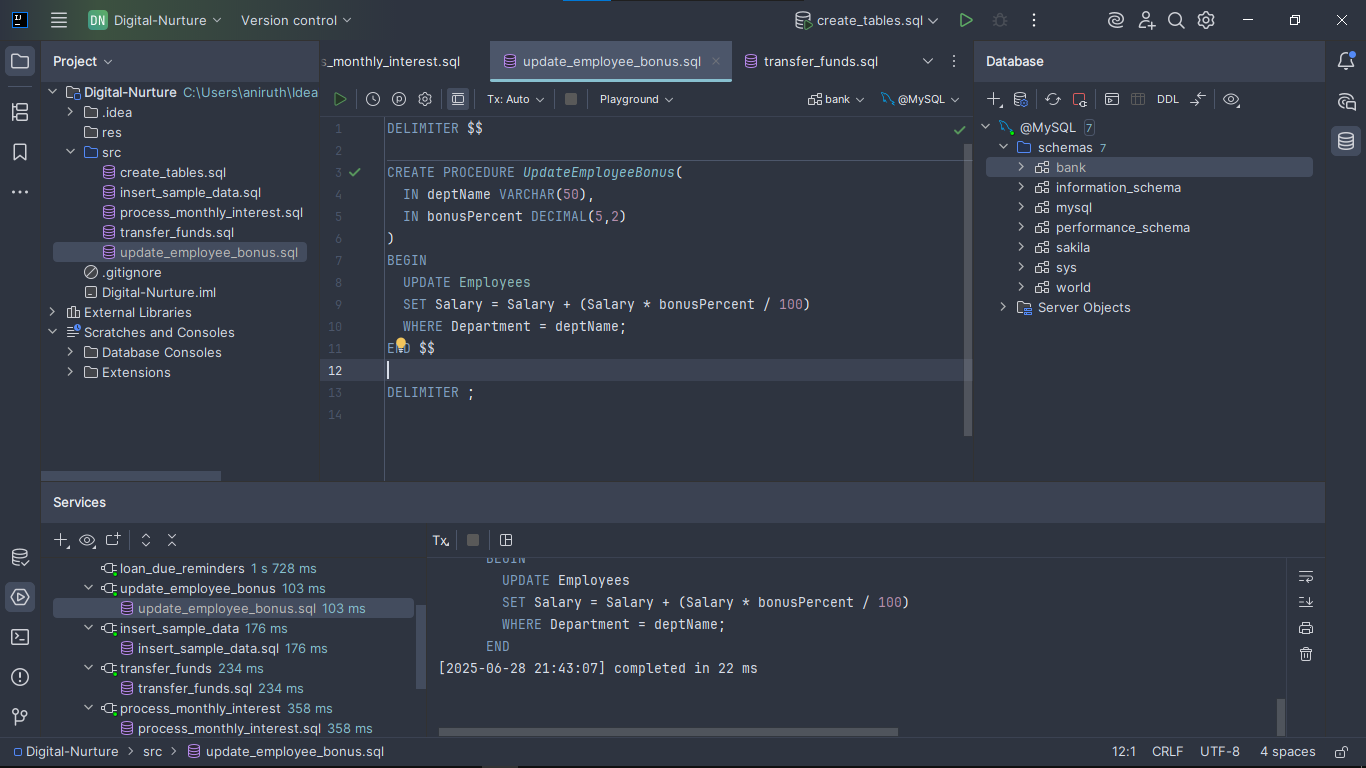 DN Digital-Nurture Version control create_tables.sql
Project
s_monthly_interest.sql update_employee_bonus.sql transfer_funds.sql
Database
Tx: Auto Playground bank @MySQL
DDL
Digital-Nurture C:\Users\aniruth\Idea
.idea
res
src
create_tables.sql
insert_sample_data.sql
process_monthly_interest.sql
transfer_funds.sql
update_employee_bonus.sql
.gitignore
Digital-Nurture.iml
External Libraries
Scratches and Consoles
Database Consoles
Extensions
1 DELIMITER $$
2
3 CREATE PROCEDURE UpdateEmployeeBonus(
4 IN deptName VARCHAR(50),
5 IN bonusPercent DECIMAL(5,2)
6 )
7 BEGIN
8 UPDATE Employees
9 SET Salary = Salary + (Salary * bonusPercent / 100)
10 WHERE Department = deptName;
11 END $$
12
13 DELIMITER ;
14
@MySQL 7
schemas 7
bank
information_schema
mysql
performance_schema
sakila
sys
world
Server Objects
Services
Tx
loan_due_reminders 1 s 728 ms
update_employee_bonus 103 ms
update_employee_bonus.sql 103 ms
insert_sample_data 176 ms
insert_sample_data.sql 176 ms
transfer_funds 234 ms
transfer_funds.sql 234 ms
process_monthly_interest 358 ms
process_monthly_interest.sql 358 ms
BEGIN
UPDATE Employees
SET Salary = Salary + (Salary * bonusPercent / 100)
WHERE Department = deptName;
END
[2025-06-28 21:43:07] completed in 22 ms
Digital-Nurture > src > update_employee_bonus.sql
12:1 CRLF UTF-8 4 spaces